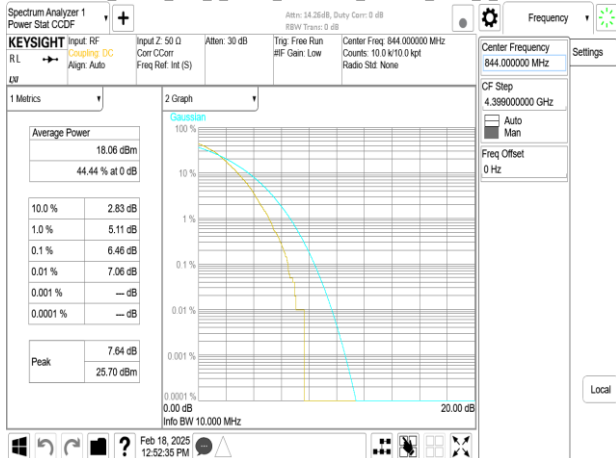 Spectrum Analyzer 1
Power Stat CCDF
Attn: 14.26dB, Duty Corr: 0 dB
RBW Trans: 0 dB
Frequency
KEYSIGHT
RL
LXI
Input: RF
Coupling: DC
Align: Auto
Input Z: 50 Ω
Corr CCorr
Freq Ref: Int (S)
Atten: 30 dB
Trig: Free Run
#IF Gain: Low
Center Freq: 844.000000 MHz
Counts: 10.0 k/10.0 kpt
Radio Std: None
Center Frequency
844.000000 MHz
Settings
CF Step
4.399000000 GHz
Auto
Man
Freq Offset
0 Hz
1 Metrics
Average Power
18.06 dBm
44.44 % at 0 dB
10.0 % 2.83 dB
1.0 % 5.11 dB
0.1 % 6.46 dB
0.01 % 7.06 dB
0.001 % --- dB
0.0001 % --- dB
Peak
7.64 dB
25.70 dBm
2 Graph
Gaussian
100 %
10 %
1 %
0.1 %
0.01 %
0.001 %
0.0001 %
0.00 dB 20.00 dB
Info BW 10.000 MHz
Local
?
Feb 18, 2025
12:52:35 PM